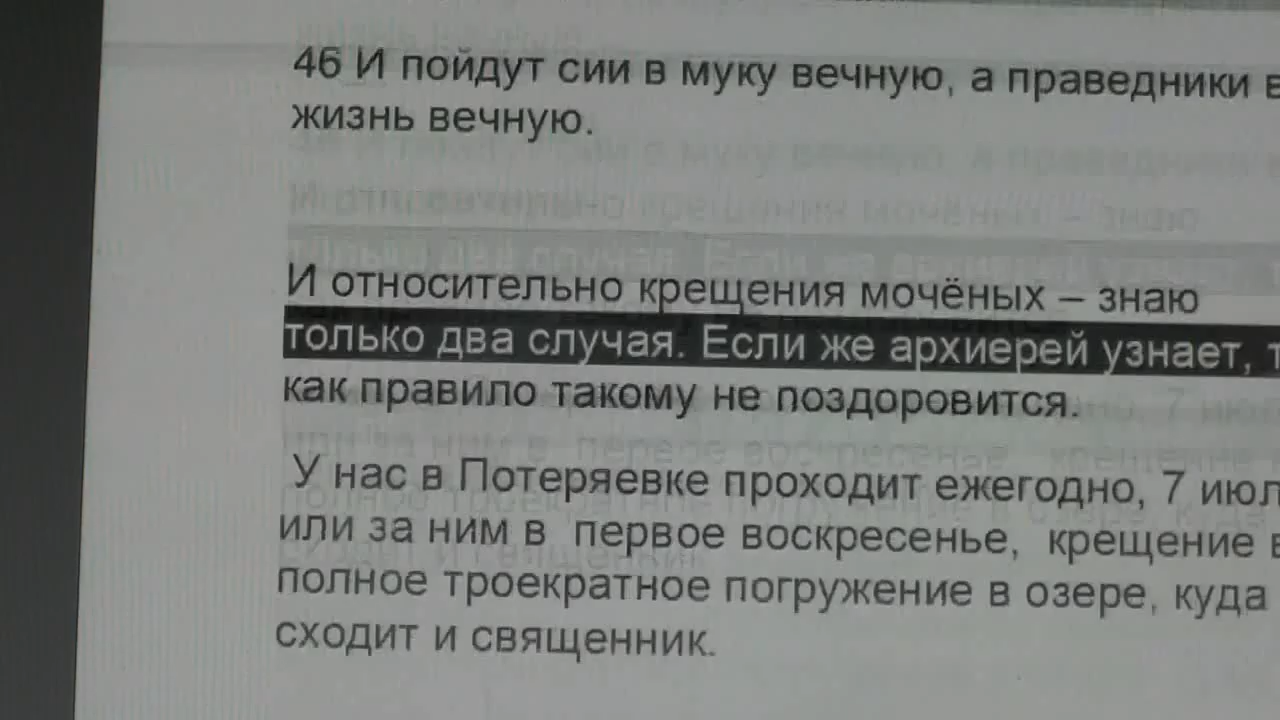 46 И пойдут сии в муку вечную, а праведники в
жизнь вечную.
И относительно крещения мочёных – знаю
только два случая. Если же архиерей узнает, т
как правило такому не поздоровится.
У нас в Потеряевке проходит ежегодно, 7 июл
или за ним в первое воскресенье, крещение в
полное троекратное погружение в озере, куда
сходит и священник.